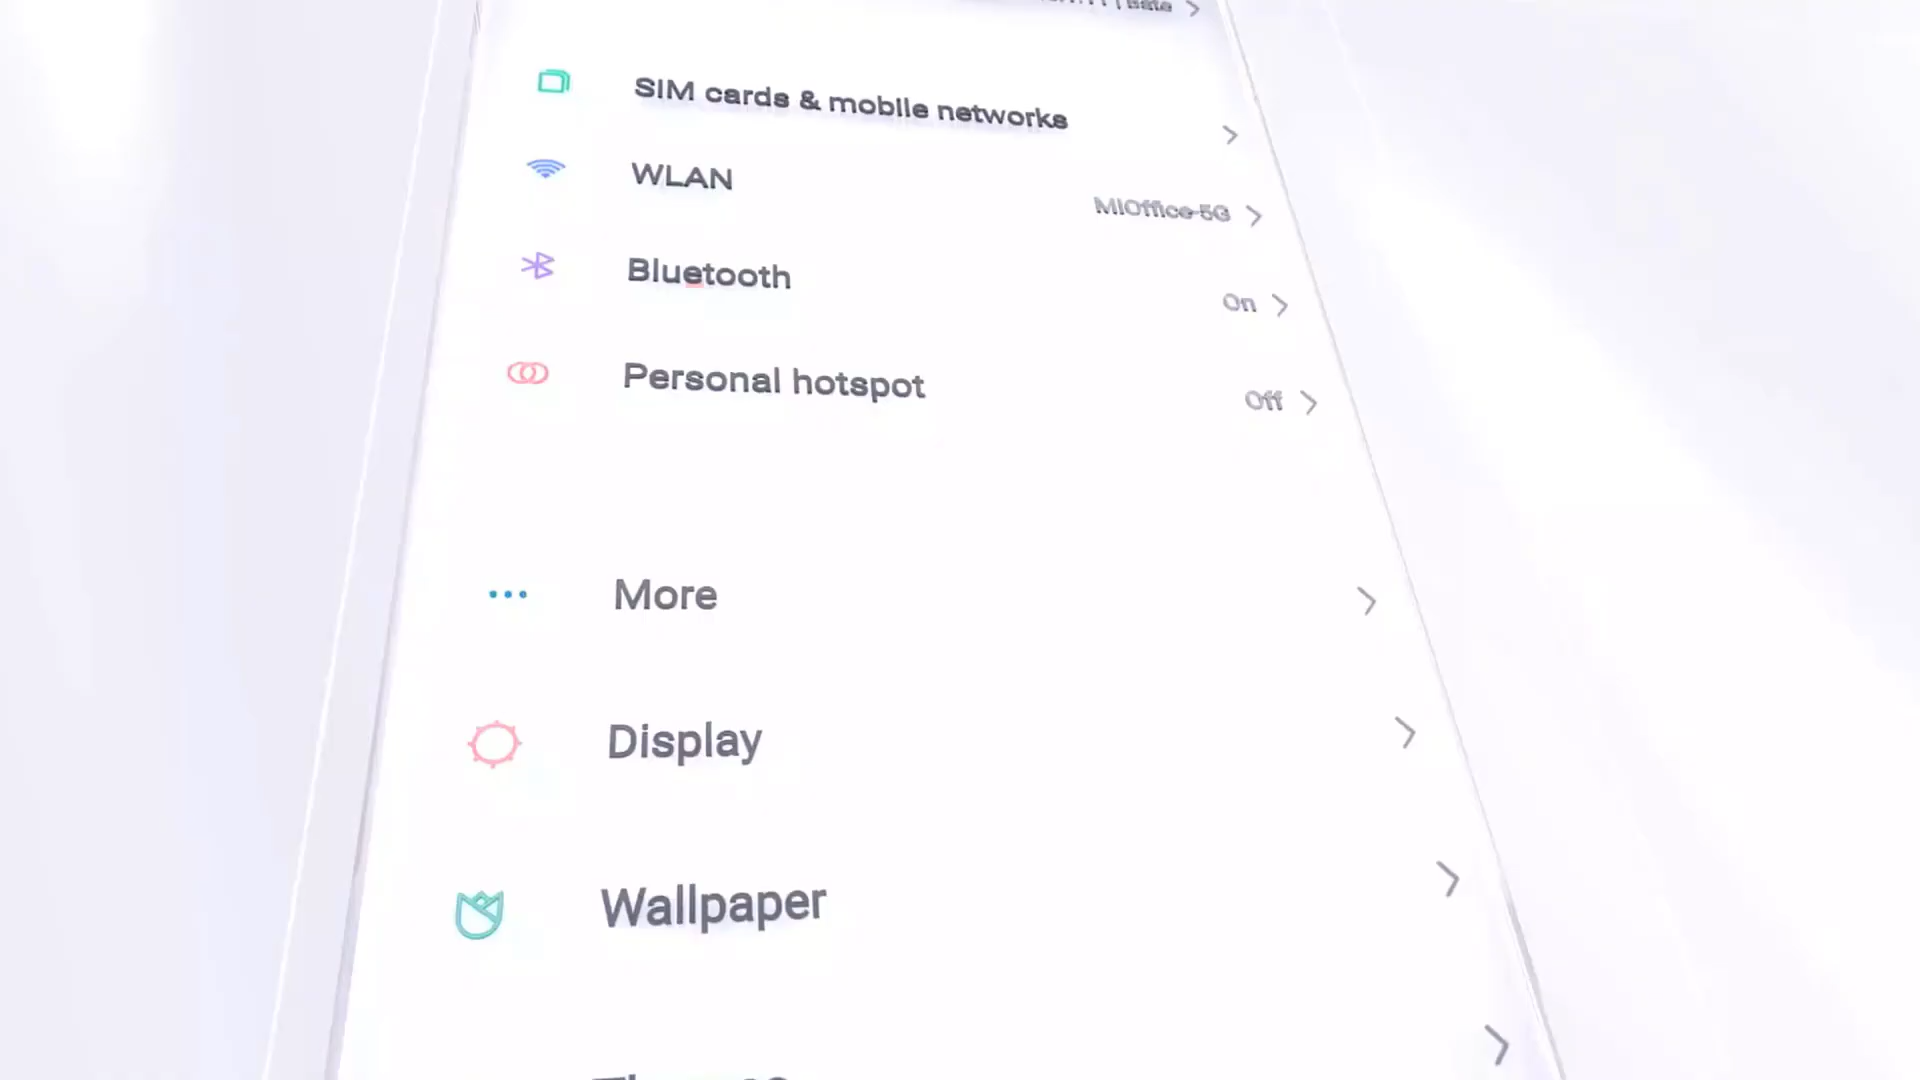 SIM cards & mobile networks
WLAN
MIOffice-5G
Bluetooth
On
Personal hotspot
Off
More
Display
Wallpaper